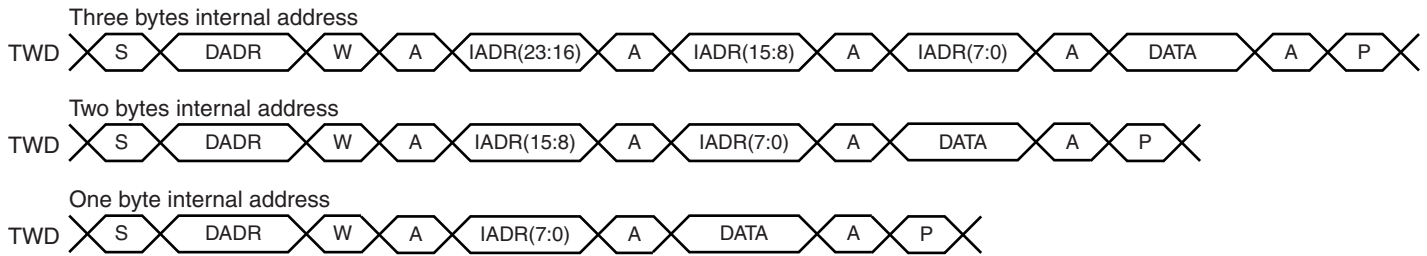 Three bytes internal address
TWD S DADR W A IADR(23:16) A IADR(15:8) A IADR(7:0) A DATA A P
Two bytes internal address
TWD S DADR W A IADR(15:8) A IADR(7:0) A DATA A P
One byte internal address
TWD S DADR W A IADR(7:0) A DATA A P